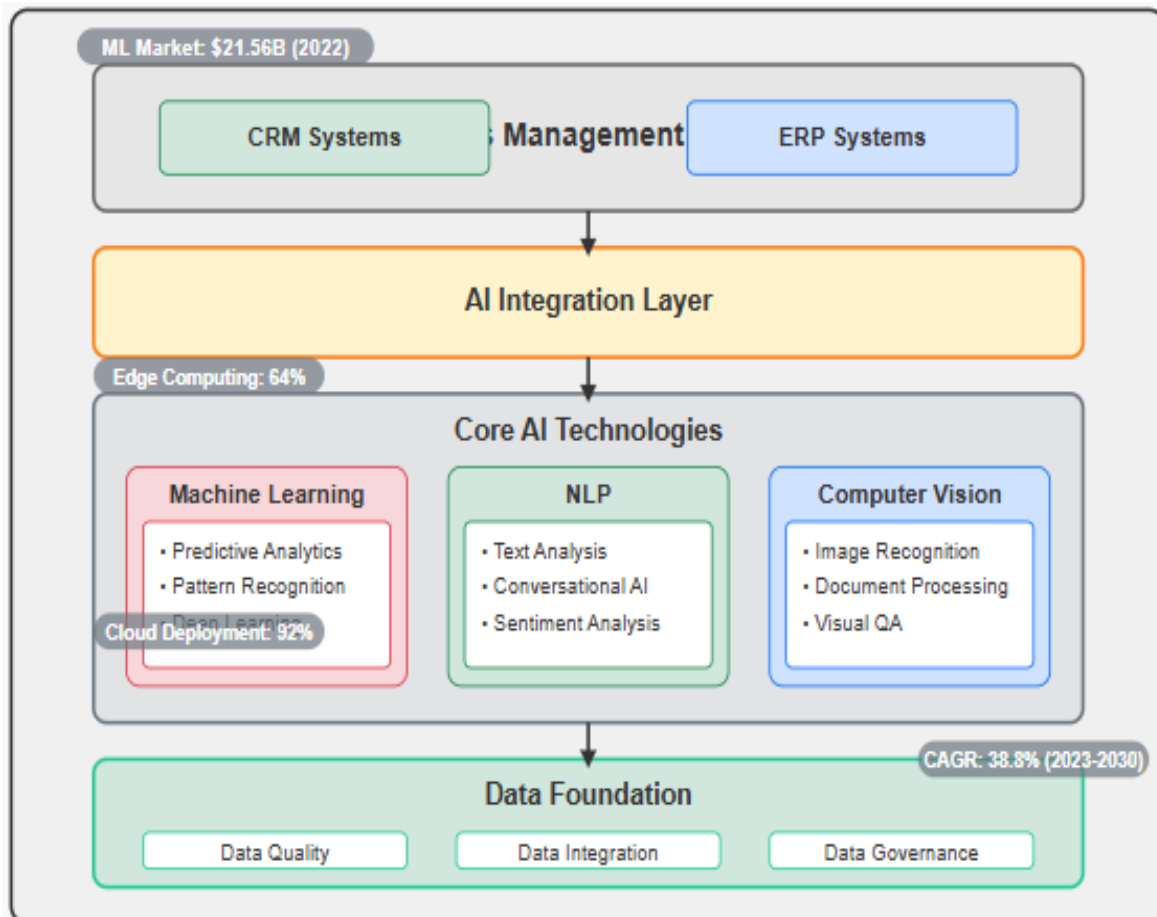 ML Market: $21.56B (2022)
CRM Systems
Management
ERP Systems
AI Integration Layer
Edge Computing: 64%
Core AI Technologies
Machine Learning
• Predictive Analytics
• Pattern Recognition
Cloud Deployment: 92%
NLP
• Text Analysis
• Conversational AI
• Sentiment Analysis
Computer Vision
• Image Recognition
• Document Processing
• Visual QA
CAGR: 38.8% (2023-2030)
Data Foundation
Data Quality
Data Integration
Data Governance